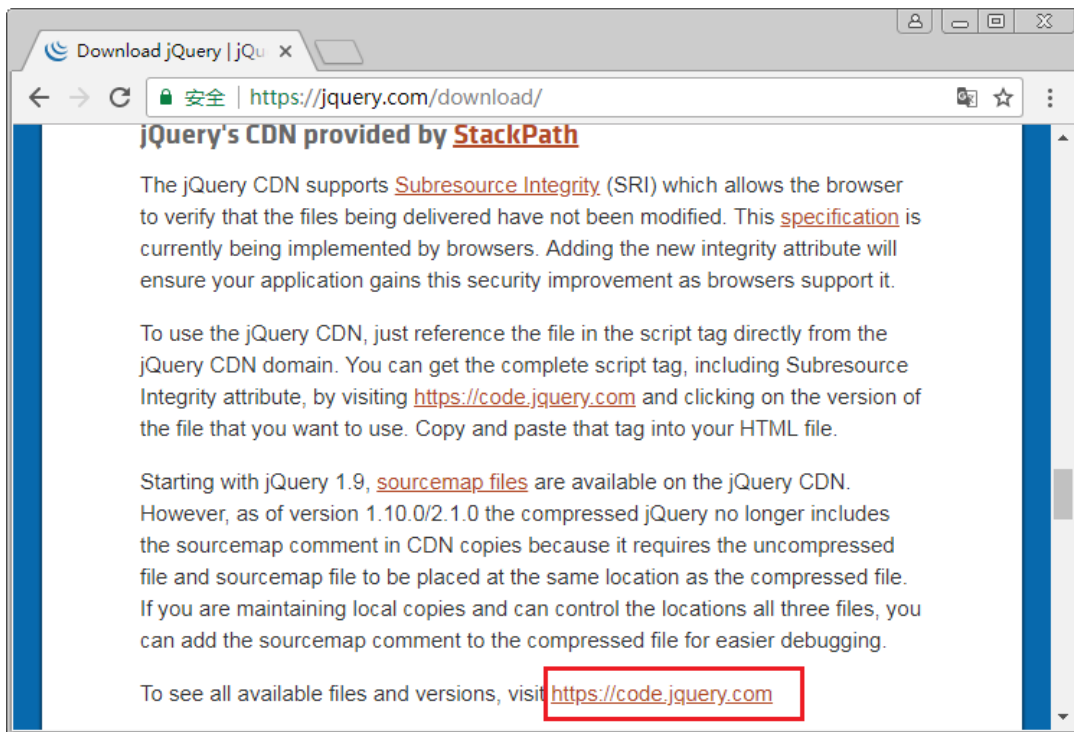 Download jQuery | jQu
安全 | https://jquery.com/download/
jQuery's CDN provided by StackPath
The jQuery CDN supports Subresource Integrity (SRI) which allows the browser
to verify that the files being delivered have not been modified. This specification is
currently being implemented by browsers. Adding the new integrity attribute will
ensure your application gains this security improvement as browsers support it.
To use the jQuery CDN, just reference the file in the script tag directly from the
jQuery CDN domain. You can get the complete script tag, including Subresource
Integrity attribute, by visiting https://code.jquery.com and clicking on the version of
the file that you want to use. Copy and paste that tag into your HTML file.
Starting with jQuery 1.9, sourcemap files are available on the jQuery CDN.
However, as of version 1.10.0/2.1.0 the compressed jQuery no longer includes
the sourcemap comment in CDN copies because it requires the uncompressed
file and sourcemap file to be placed at the same location as the compressed file.
If you are maintaining local copies and can control the locations all three files, you
can add the sourcemap comment to the compressed file for easier debugging.
To see all available files and versions, visit https://code.jquery.com